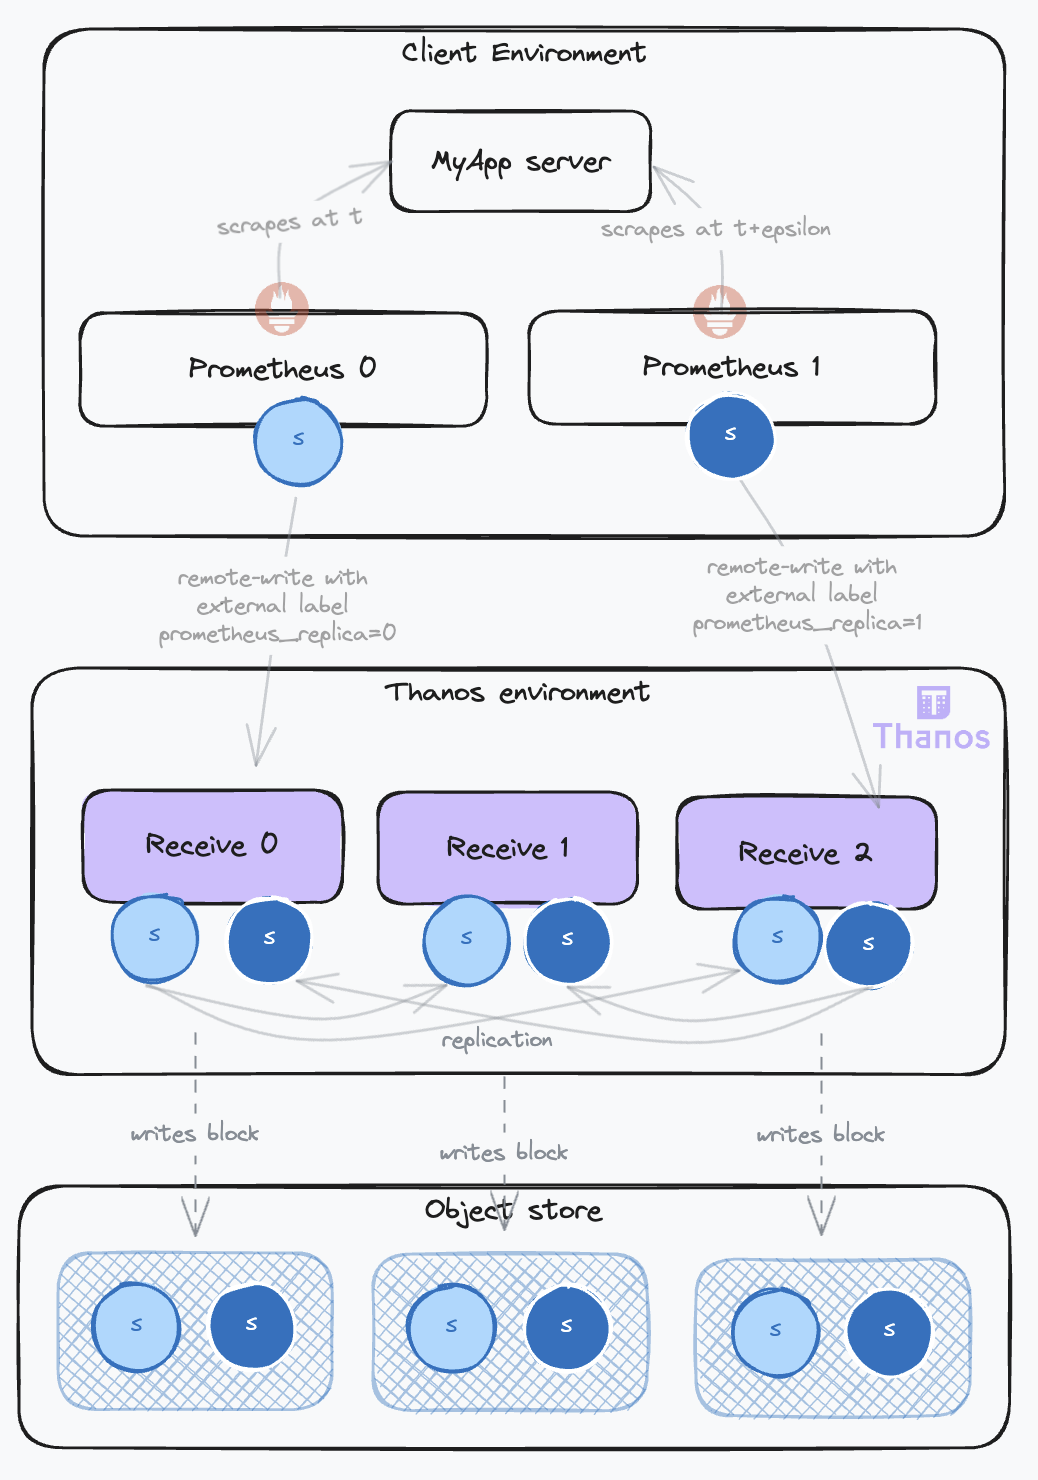 Client Environment
MyApp server
scrapes at t
scrapes at t+epsilon
Prometheus 0
Prometheus 1
s
s
remote-write with
external label
prometheus_replica=0
remote-write with
external label
prometheus_replica=1
Thanos environment
Thanos
Receive 0
Receive 1
Receive 2
s
s
s
s
s
s
replication
writes block
writes block
writes block
Object store
s
s
s
s
s
s